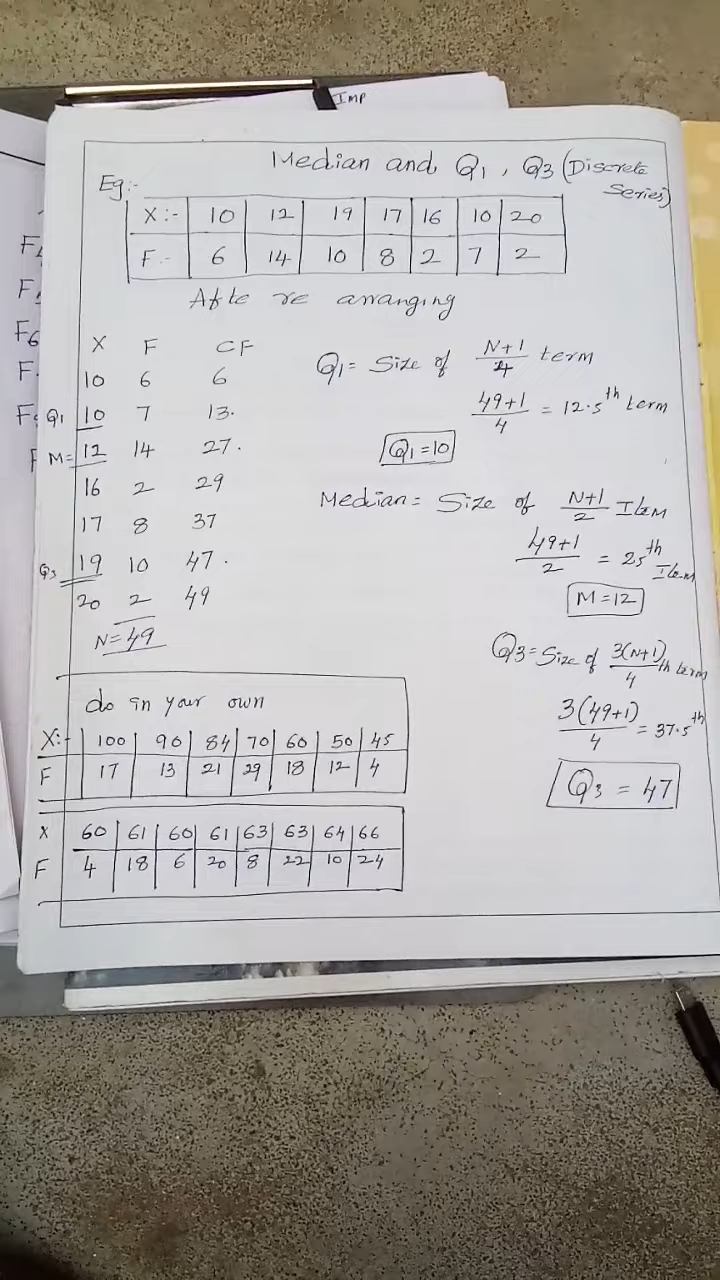 IMP
Median and Q1, Q3 (Discrete Series)
Eg:-
X:- 10 12 19 17 16 10 20
F- 6 14 10 8 2 7 2
Afte re arranging
X F CF
10 6 6
Q1 10 7 13.
M= 12 14 27.
16 2 29
17 8 37
Q3 19 10 47.
20 2 49
N=49
Q1= Size of N+1/4 term
49+1/4 = 12.5th term
Q1=10
Median= Size of N+1/2 Item
49+1/2 = 25th Item
M=12
Q3= Size of 3(N+1)/4 th term
3(49+1)/4 = 37.5th
Q3 = 47
do in your own
X:- 100 90 84 70 60 50 45
F 17 13 21 29 18 12 4
X 60 61 60 61 63 63 64 66
F 4 18 6 20 8 22 10 24
F6